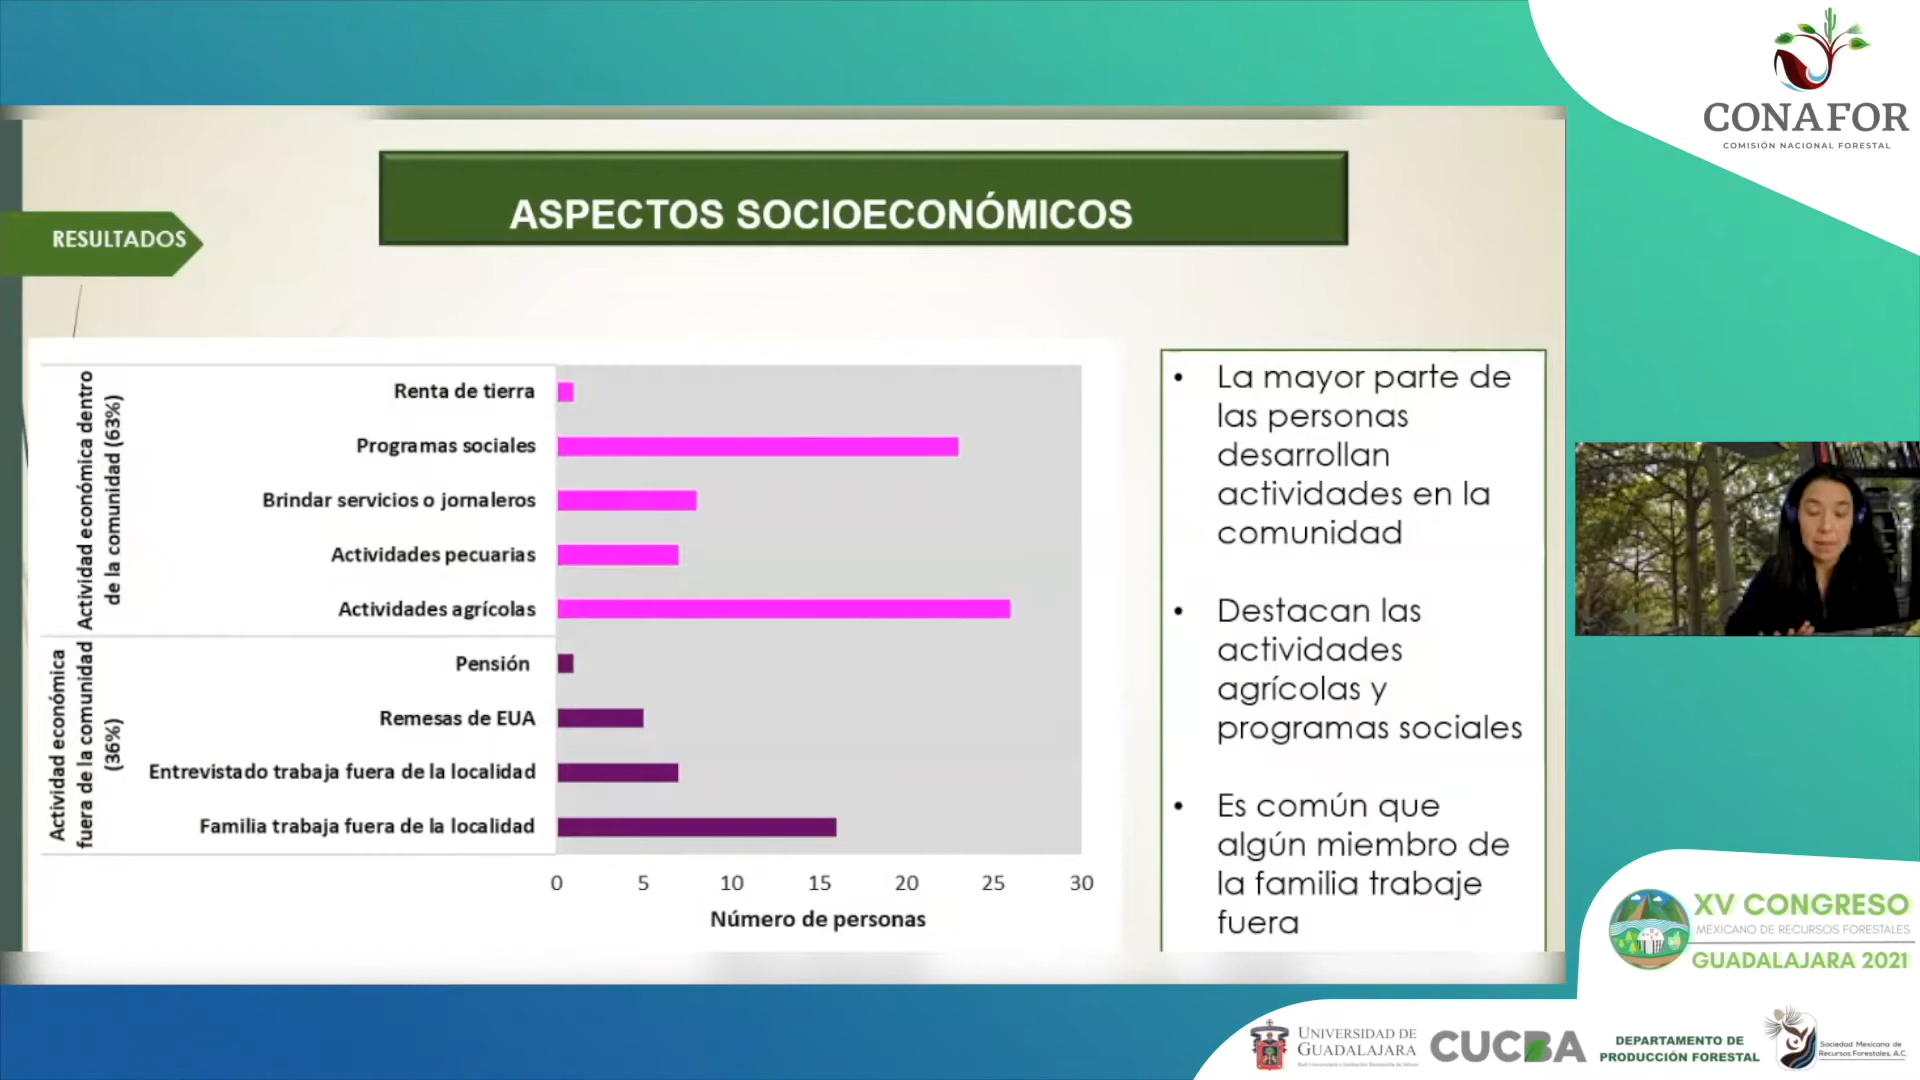 CONAFOR
COMISIÓN NACIONAL FORESTAL
ASPECTOS SOCIOECONÓMICOS
RESULTADOS
Actividad económica dentro
de la comunidad (63%)
Renta de tierra
Programas sociales
Brindar servicios o jornaleros
Actividades pecuarias
Actividades agrícolas
Actividad económica
fuera de la comunidad
(36%)
Pensión
Remesas de EUA
Entrevistado trabaja fuera de la localidad
Familia trabaja fuera de la localidad
0 5 10 15 20 25 30
Número de personas
• La mayor parte de
las personas
desarrollan
actividades en la
comunidad
• Destacan las
actividades
agrícolas y
programas sociales
• Es común que
algún miembro de
la familia trabaje
fuera
XV CONGRESO
MEXICANO DE RECURSOS FORESTALES
GUADALAJARA 2021
UNIVERSIDAD DE
GUADALAJARA
CUCBA
DEPARTAMENTO DE
PRODUCCIÓN FORESTAL
Sociedad Mexicana de
Recursos Forestales, A.C.